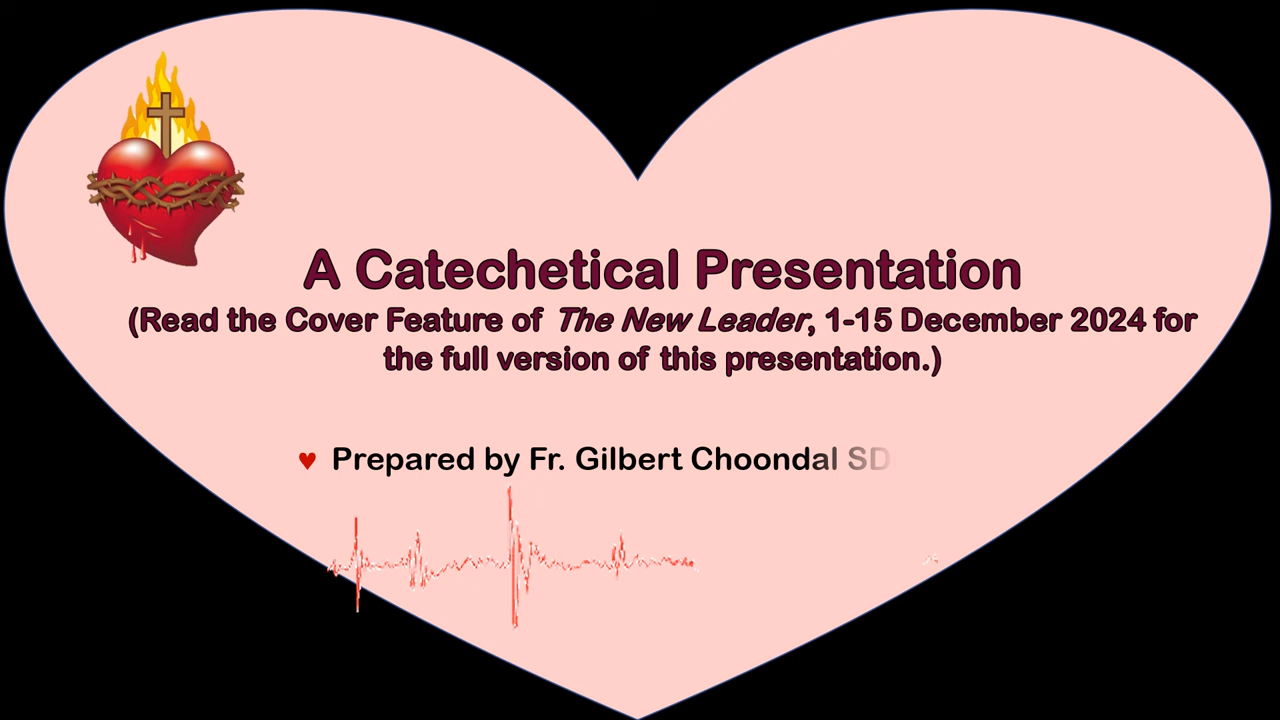 A Catechetical Presentation
(Read the Cover Feature of The New Leader, 1-15 December 2024 for
the full version of this presentation.)
♥ Prepared by Fr. Gilbert Choondal SD